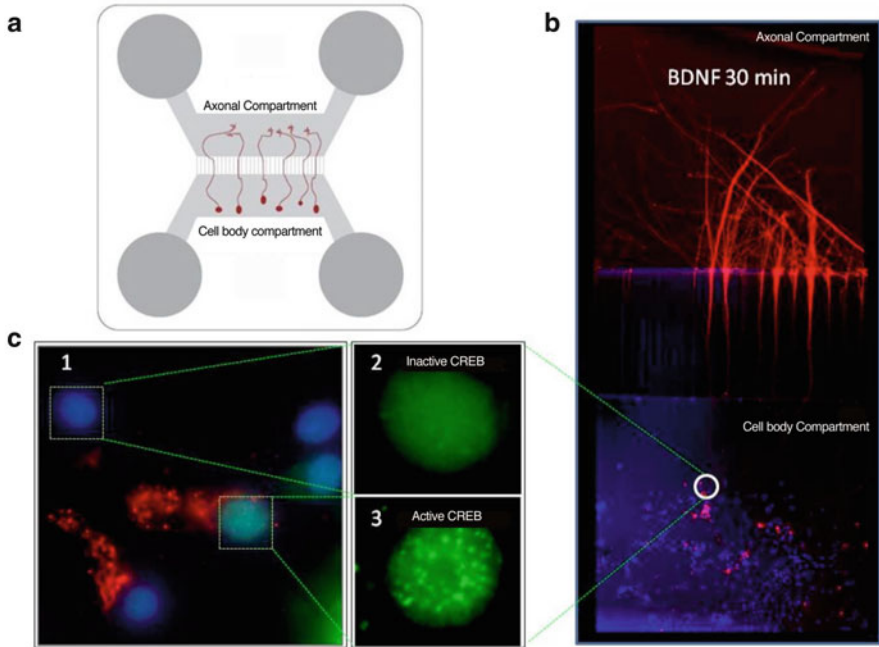 a
Axonal Compartment
Cell body compartment
b
Axonal Compartment
BDNF 30 min
Cell body Compartment
c
1
2
Inactive CREB
3
Active CREB